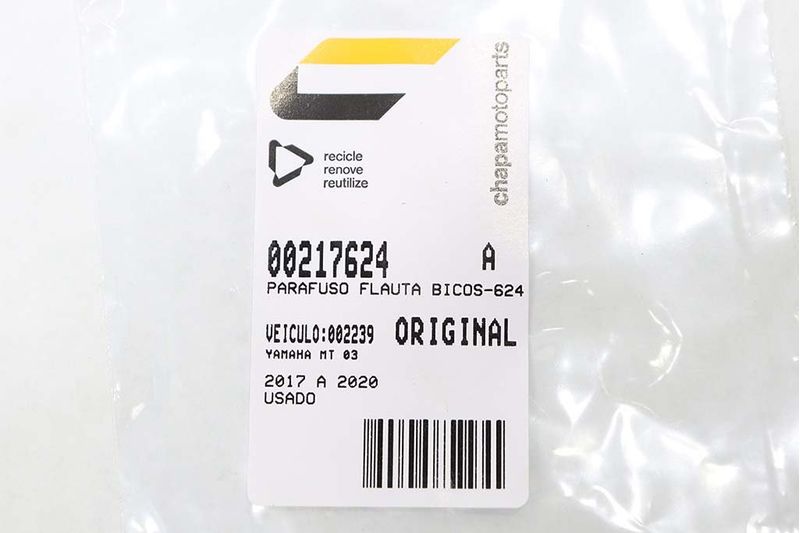 chapamotoparts
recicle
renove
reutilize
00217624 A
PARAFUSO FLAUTA BICOS-624
VEICULO:002239 ORIGINAL
YAMAHA MT 03
2017 A 2020
USADO